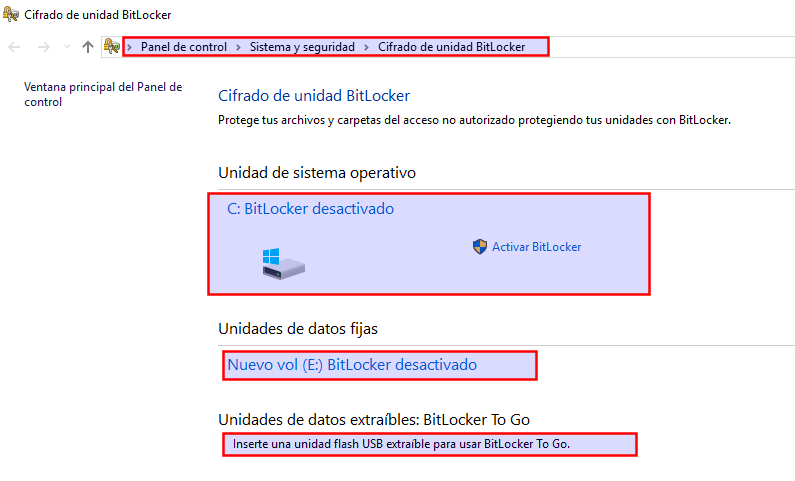 Cifrado de unidad BitLocker
Panel de control > Sistema y seguridad > Cifrado de unidad BitLocker
Ventana principal del Panel de
control
Cifrado de unidad BitLocker
Protege tus archivos y carpetas del acceso no autorizado protegiendo tus unidades con BitLocker.
Unidad de sistema operativo
C: BitLocker desactivado
Activar BitLocker
Unidades de datos fijas
Nuevo vol (E:) BitLocker desactivado
Unidades de datos extraíbles: BitLocker To Go
Inserte una unidad flash USB extraíble para usar BitLocker To Go.